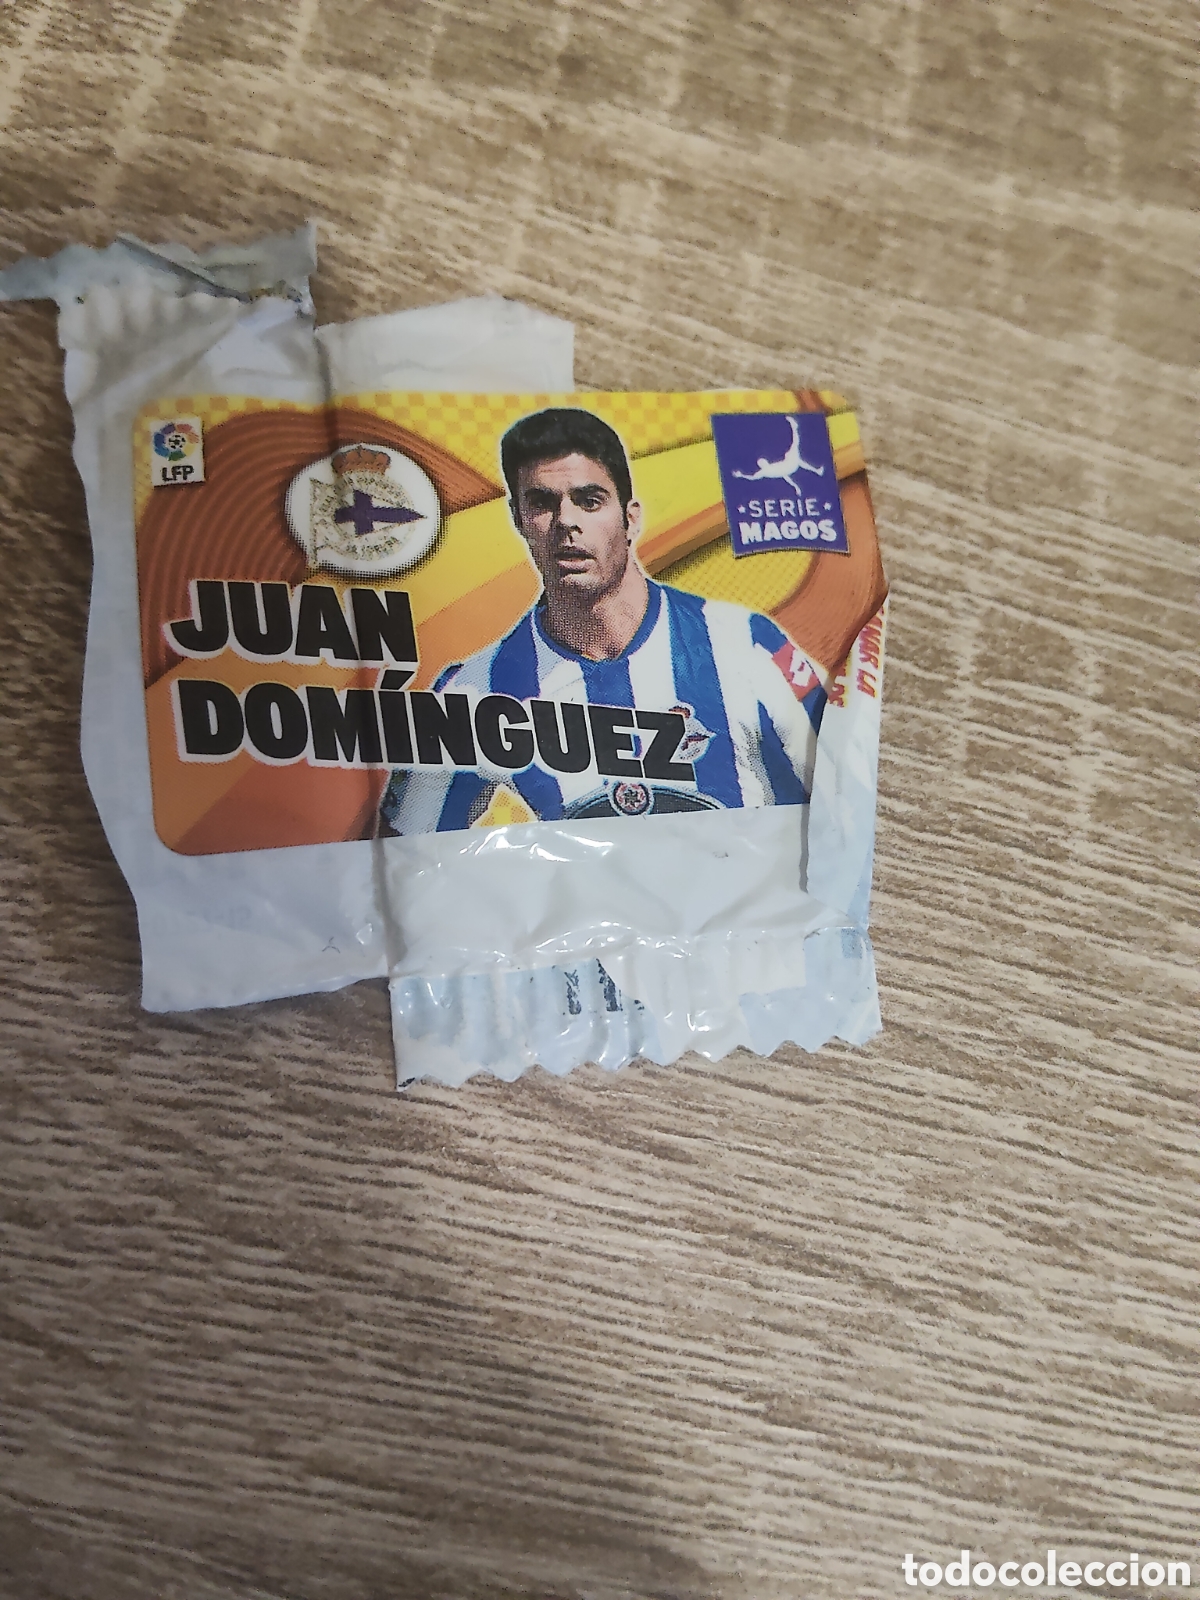 LFP
SERIE
MAGOS
JUAN
DOMÍNGUEZ
todocoleccion